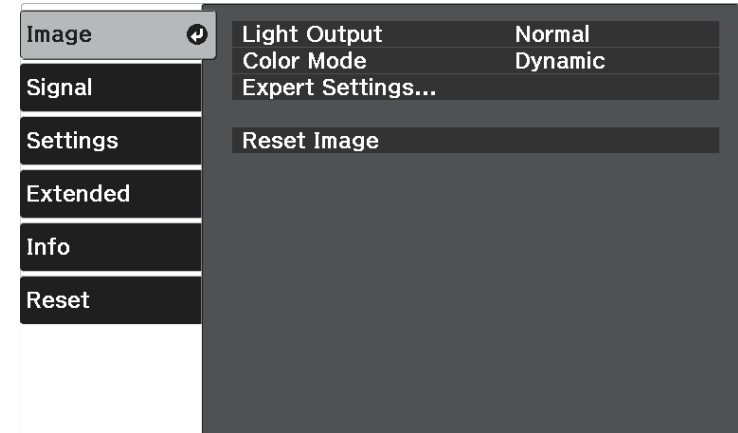 Image
Signal
Settings
Extended
Info
Reset
Light Output Normal
Color Mode Dynamic
Expert Settings...
Reset Image